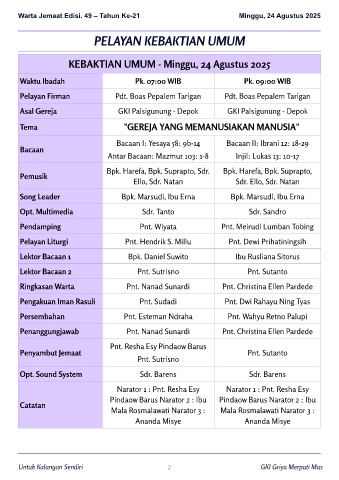 Warta Jemaat Edisi. 49 – Tahun Ke-21 Minggu, 24 Agustus 2025
PELAYAN KEBAKTIAN UMUM
KEBAKTIAN UMUM - Minggu, 24 Agustus 2025
Waktu Ibadah Pk. 07:00 WIB Pk. 09:00 WIB
Pelayan Firman Pdt. Boas Pepalem Tarigan Pdt. Boas Pepalem Tarigan
Asal Gereja GKI Palsigunung - Depok GKI Palsigunung - Depok
Tema "GEREJA YANG MEMANUSIAKAN MANUSIA"
Bacaan I: Yesaya 58: 9b-14 Bacaan II: Ibrani 12: 18-29
Bacaan
Antar Bacaan: Mazmur 103: 1-8 Injil: Lukas 13: 10-17
Pemusik
Bpk. Harefa, Bpk. Suprapto, Sdr. Bpk. Harefa, Bpk. Suprapto,
Ello, Sdr. Natan Sdr. Ello, Sdr. Natan
Song Leader Bpk. Marsudi, Ibu Erna Bpk. Marsudi, Ibu Erna
Opt. Multimedia Sdr. Tanto Sdr. Sandro
Pendamping Pnt. Wiyata Pnt. Meirudi Lumban Tobing
Pelayan Liturgi Pnt. Hendrik S. Millu Pnt. Dewi Prihatiningsih
Lektor Bacaan 1 Bpk. Daniel Suwito Ibu Rusliana Sitorus
Lektor Bacaan 2 Pnt. Sutrisno Pnt. Sutanto
Ringkasan Warta Pnt. Nanad Sunardi Pnt. Christina Ellen Pardede
Pengakuan Iman Rasuli Pnt. Sudadi Pnt. Dwi Rahayu Ning Tyas
Persembahan Pnt. Esteman Ndraha Pnt. Wahyu Retno Palupi
Penanggungjawab Pnt. Nanad Sunardi Pnt. Christina Ellen Pardede
Penyambut Jemaat
Pnt. Resha Esy Pindaow Barus
Pnt. Sutrisno
Pnt. Sutanto
Opt. Sound System Sdr. Barens Sdr. Barens
Catatan
Narator 1 : Pnt. Resha Esy Narator 1 : Pnt. Resha Esy
Pindaow Barus Narator 2 : Ibu Pindaow Barus Narator 2 : Ibu
Mala Rosmalawati Narator 3 : Mala Rosmalawati Narator 3 :
Ananda Misye Ananda Misye
Untuk Kalangan Sendiri 2 GKI Griya Merpati Mas